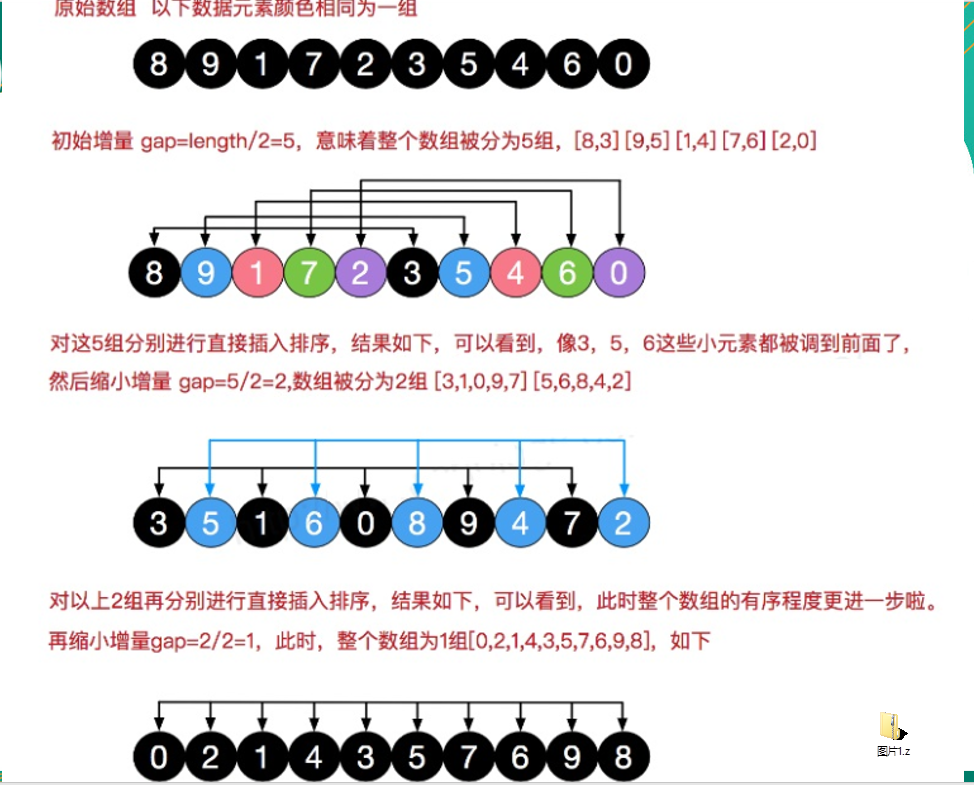 原始数组 以下数据元素颜色相同为一组
8 9 1 7 2 3 5 4 6 0
初始增量 gap=length/2=5，意味着整个数组被分为5组，[8,3] [9,5] [1,4] [7,6] [2,0]
8 9 1 7 2 3 5 4 6 0
对这5组分别进行直接插入排序，结果如下，可以看到，像3，5，6这些小元素都被调到前面了，
然后缩小增量 gap=5/2=2,数组被分为2组 [3,1,0,9,7] [5,6,8,4,2]
3 5 1 6 0 8 9 4 7 2
对以上2组再分别进行直接插入排序，结果如下，可以看到，此时整个数组的有序程度更进一步啦。
再缩小增量gap=2/2=1，此时，整个数组为1组[0,2,1,4,3,5,7,6,9,8]，如下
图片1.z
0 2 1 4 3 5 7 6 9 8